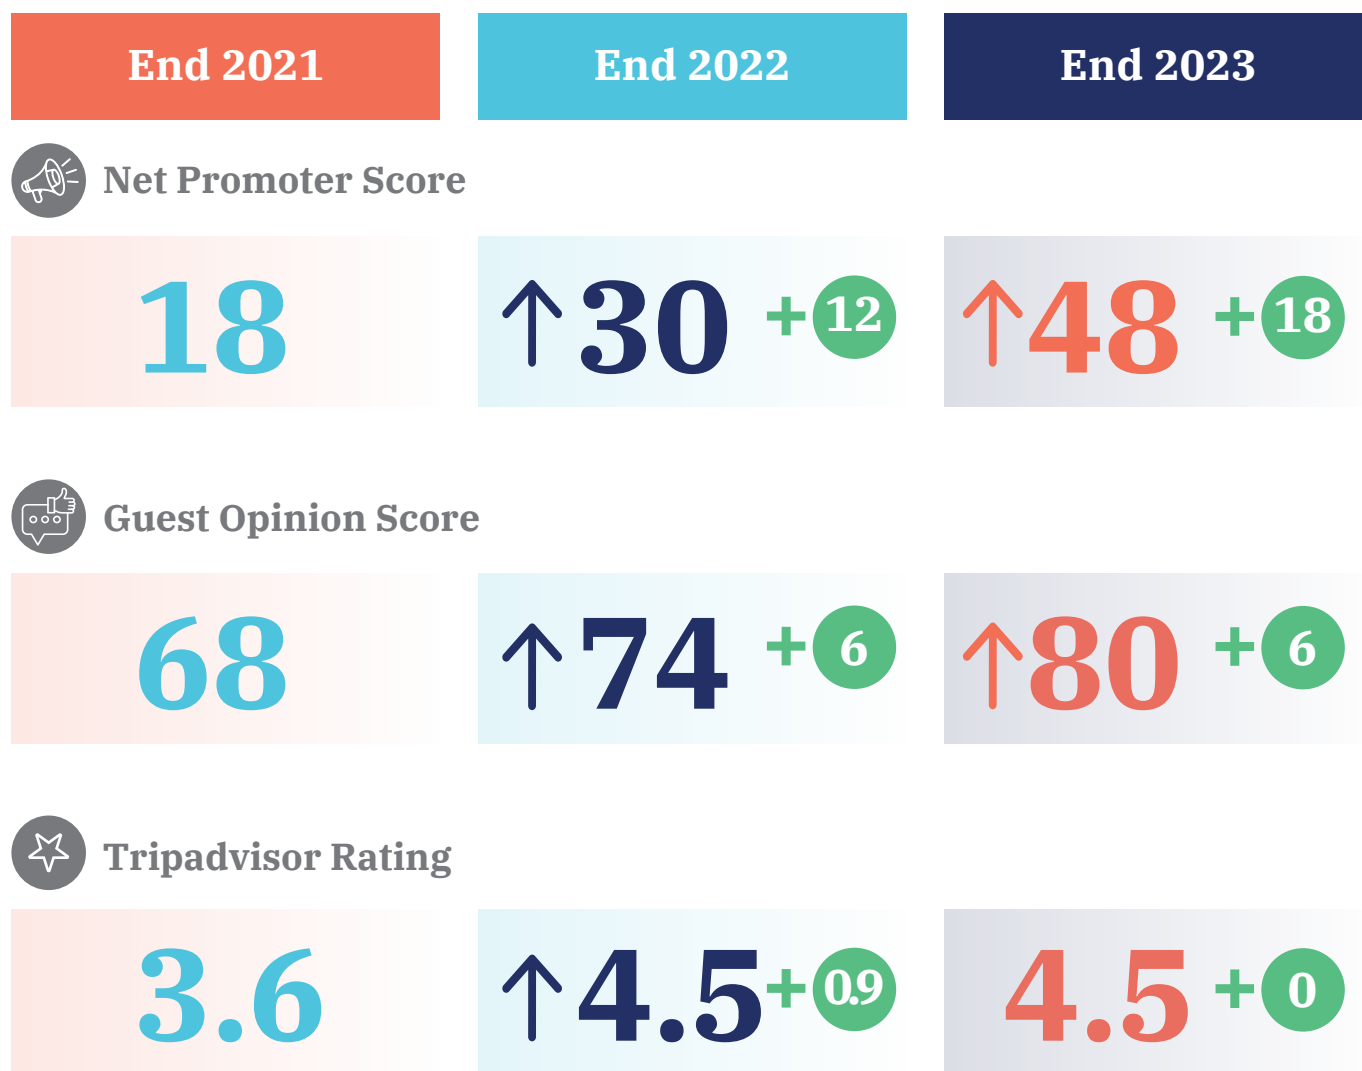 End 2021 End 2022 End 2023
Net Promoter Score
18 ↑30 +12 ↑48 +18
Guest Opinion Score
68 ↑74 +6 ↑80 +6
Tripadvisor Rating
3.6 ↑4.5 +0.9 4.5 +0